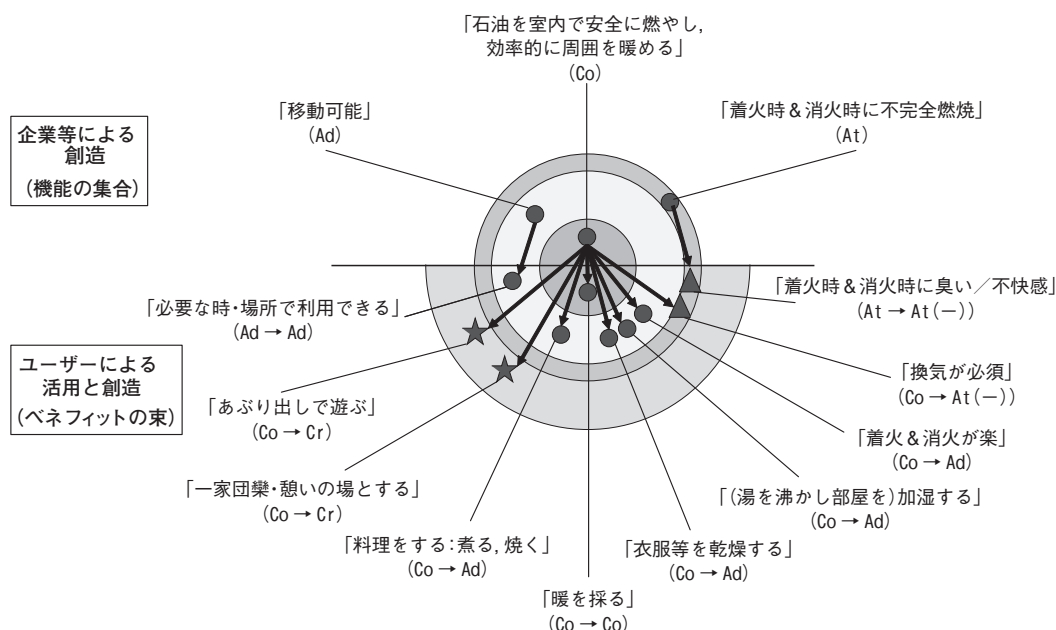 「石油を室内で安全に燃やし,
効率的に周囲を暖める」
(Co)
「移動可能」
(Ad)
「着火時&消火時に不完全燃焼」
(At)
企業等による
創造
(機能の集合)
「必要な時・場所で利用できる」
(Ad → Ad)
「着火時&消火時に臭い/不快感」
(At → At(−))
ユーザーによる
活用と創造
(ベネフィットの束)
「あぶり出しで遊ぶ」
(Co → Cr)
「換気が必須」
(Co → At(−))
「着火&消火が楽」
(Co → Ad)
「一家団欒・憩いの場とする」
(Co → Cr)
「(湯を沸かし部屋を)加湿する」
(Co → Ad)
「料理をする:煮る,焼く」
(Co → Ad)
「衣服等を乾燥する」
(Co → Ad)
「暖を採る」
(Co → Co)